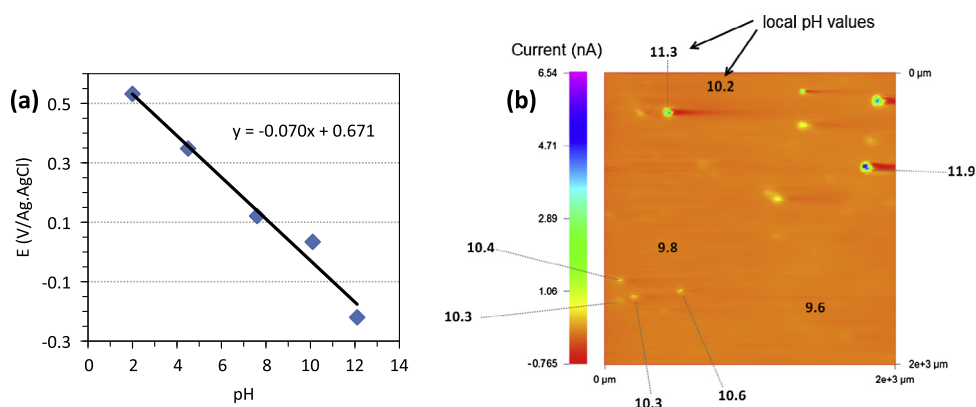 (a)
E (V/Ag.AgCl)
0.5
0.3
0.1
-0.1
-0.3
y = -0.070x + 0.671
0 2 4 6 8 10 12 14
pH
(b)
local pH values
Current (nA)
11.3
10.2
6.54
4.71
2.89
1.06
-0.765
0 µm
11.9
10.4
9.8
10.3
9.6
2e+3 µm
0 µm
2e+3 µm
10.3
10.6